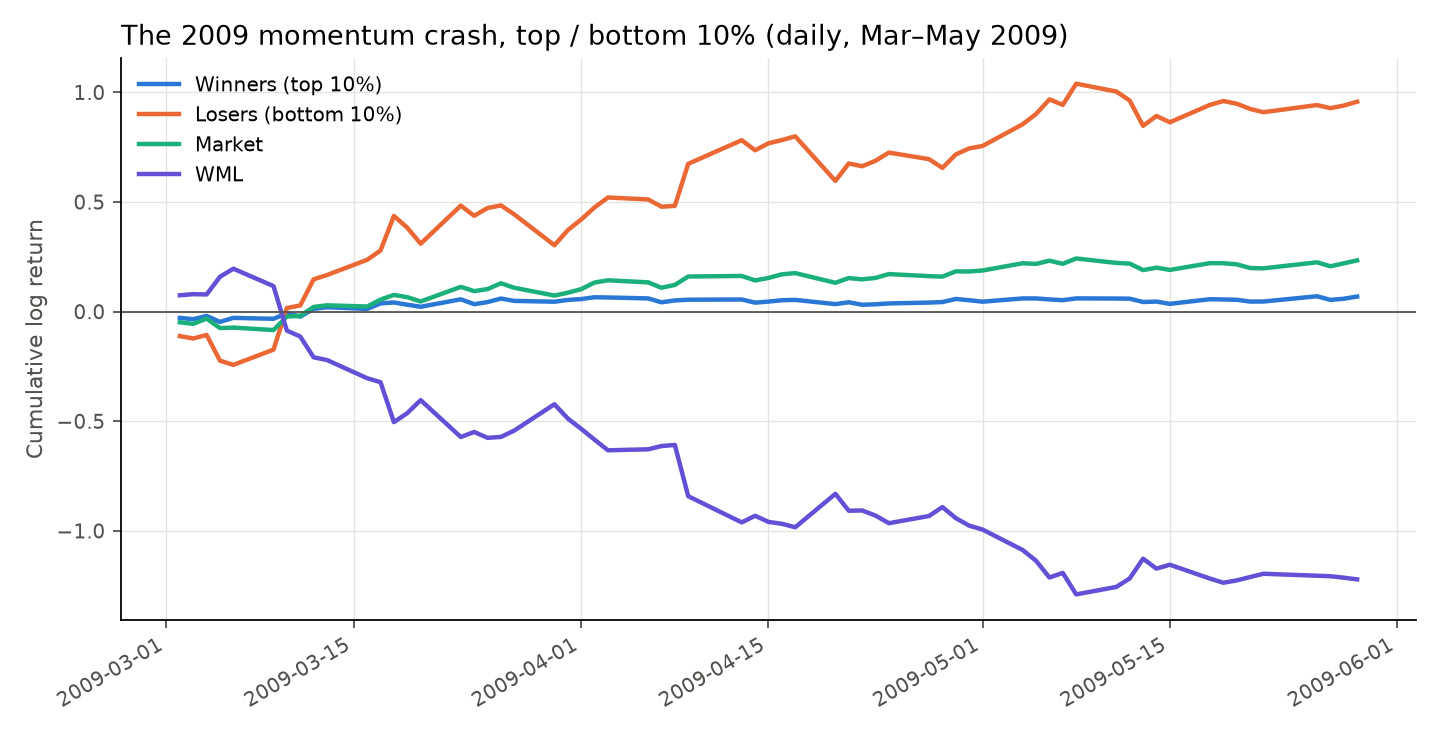 The 2009 momentum crash, top / bottom 10% (daily, Mar–May 2009)
Winners (top 10%)
Losers (bottom 10%)
Market
WML
Cumulative log return
1.0
0.5
0.0
−0.5
−1.0
2009-03-01
2009-03-15
2009-04-01
2009-04-15
2009-05-01
2009-05-15
2009-06-01